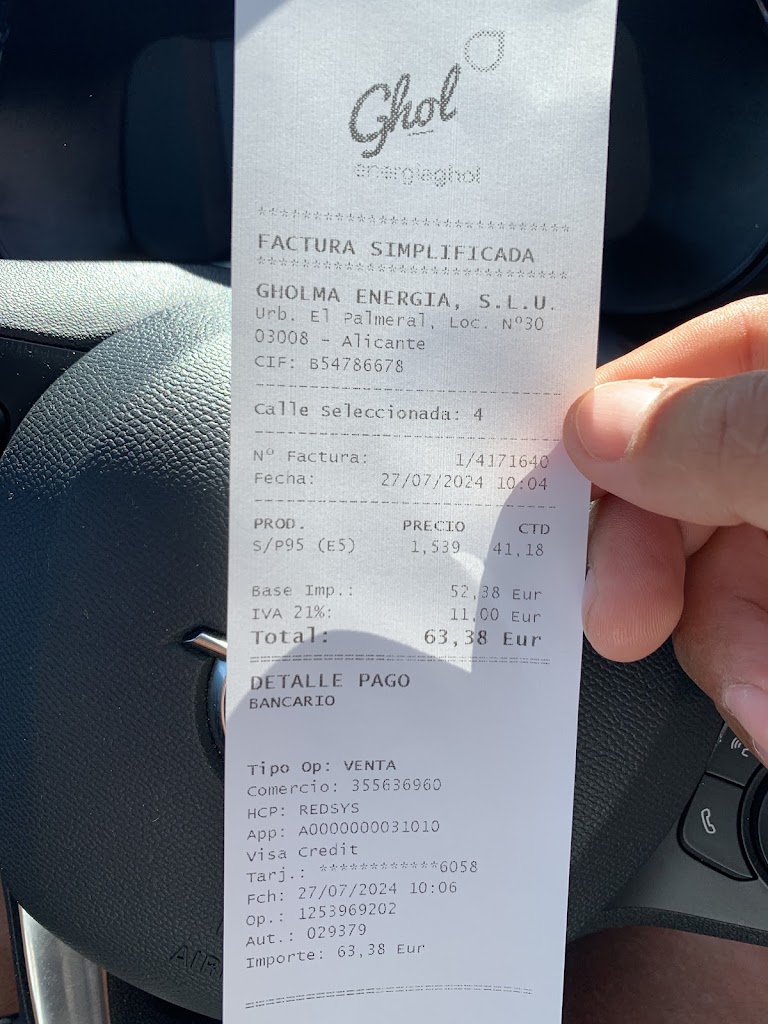 Ghol
energiaghol
******************************
FACTURA SIMPLIFICADA
******************************
GHOLMA ENERGIA, S.L.U.
Urb. El Palmeral, Loc. Nº30
03008 - Alicante
CIF: B54786678
Calle Seleccionada: 4
Nº Factura: 1/4171640
Fecha: 27/07/2024 10:04
PROD. PRECIO CTD
S/P95 (E5) 1,539 41,18
Base Imp.: 52,38 Eur
IVA 21%: 11,00 Eur
Total: 63,38 Eur
DETALLE PAGO
BANCARIO
Tipo Op: VENTA
Comercio: 355636960
HCP: REDSYS
App: A0000000031010
Visa Credit
Tarj.: ************6058
Fch: 27/07/2024 10:06
Op.: 1253969202
Aut.: 029379
Importe: 63,38 Eur